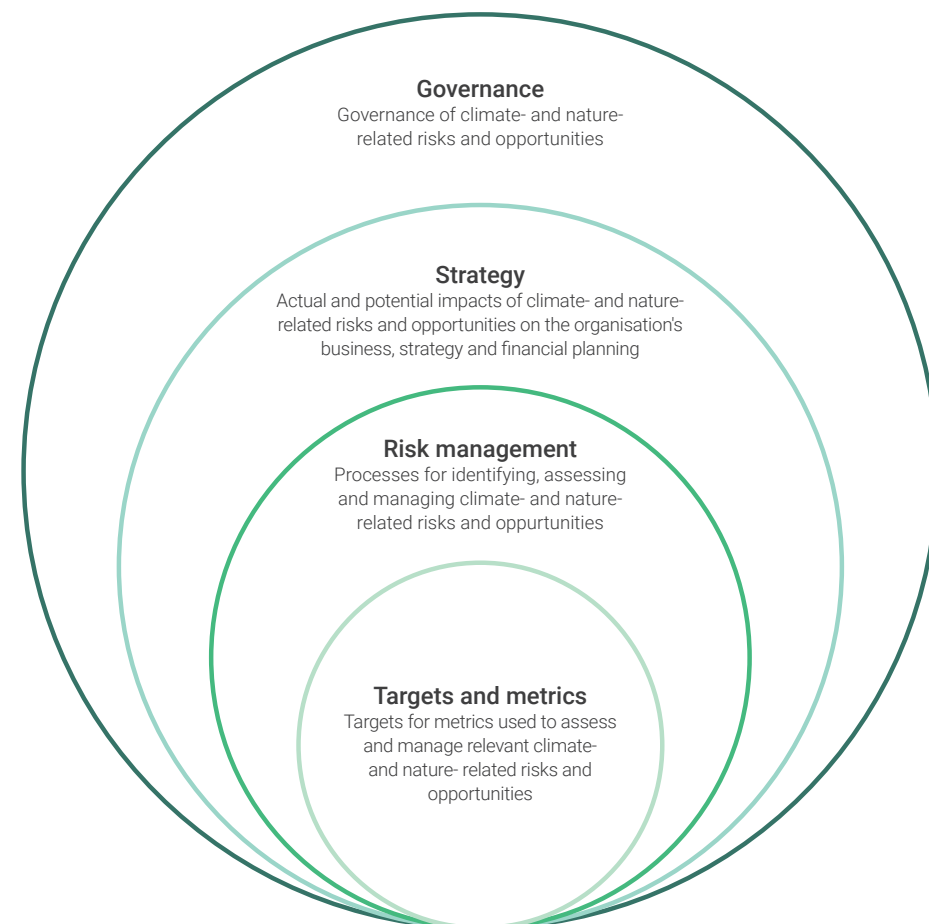 Governance
Governance of climate- and nature-
related risks and opportunities
Strategy
Actual and potential impacts of climate- and nature-
related risks and opportunities on the organisation's
business, strategy and financial planning
Risk management
Processes for identifying, assessing
and managing climate- and nature-
related risks and oppurtunities
Targets and metrics
Targets for metrics used to assess
and manage relevant climate-
and nature- related risks and
opportunities